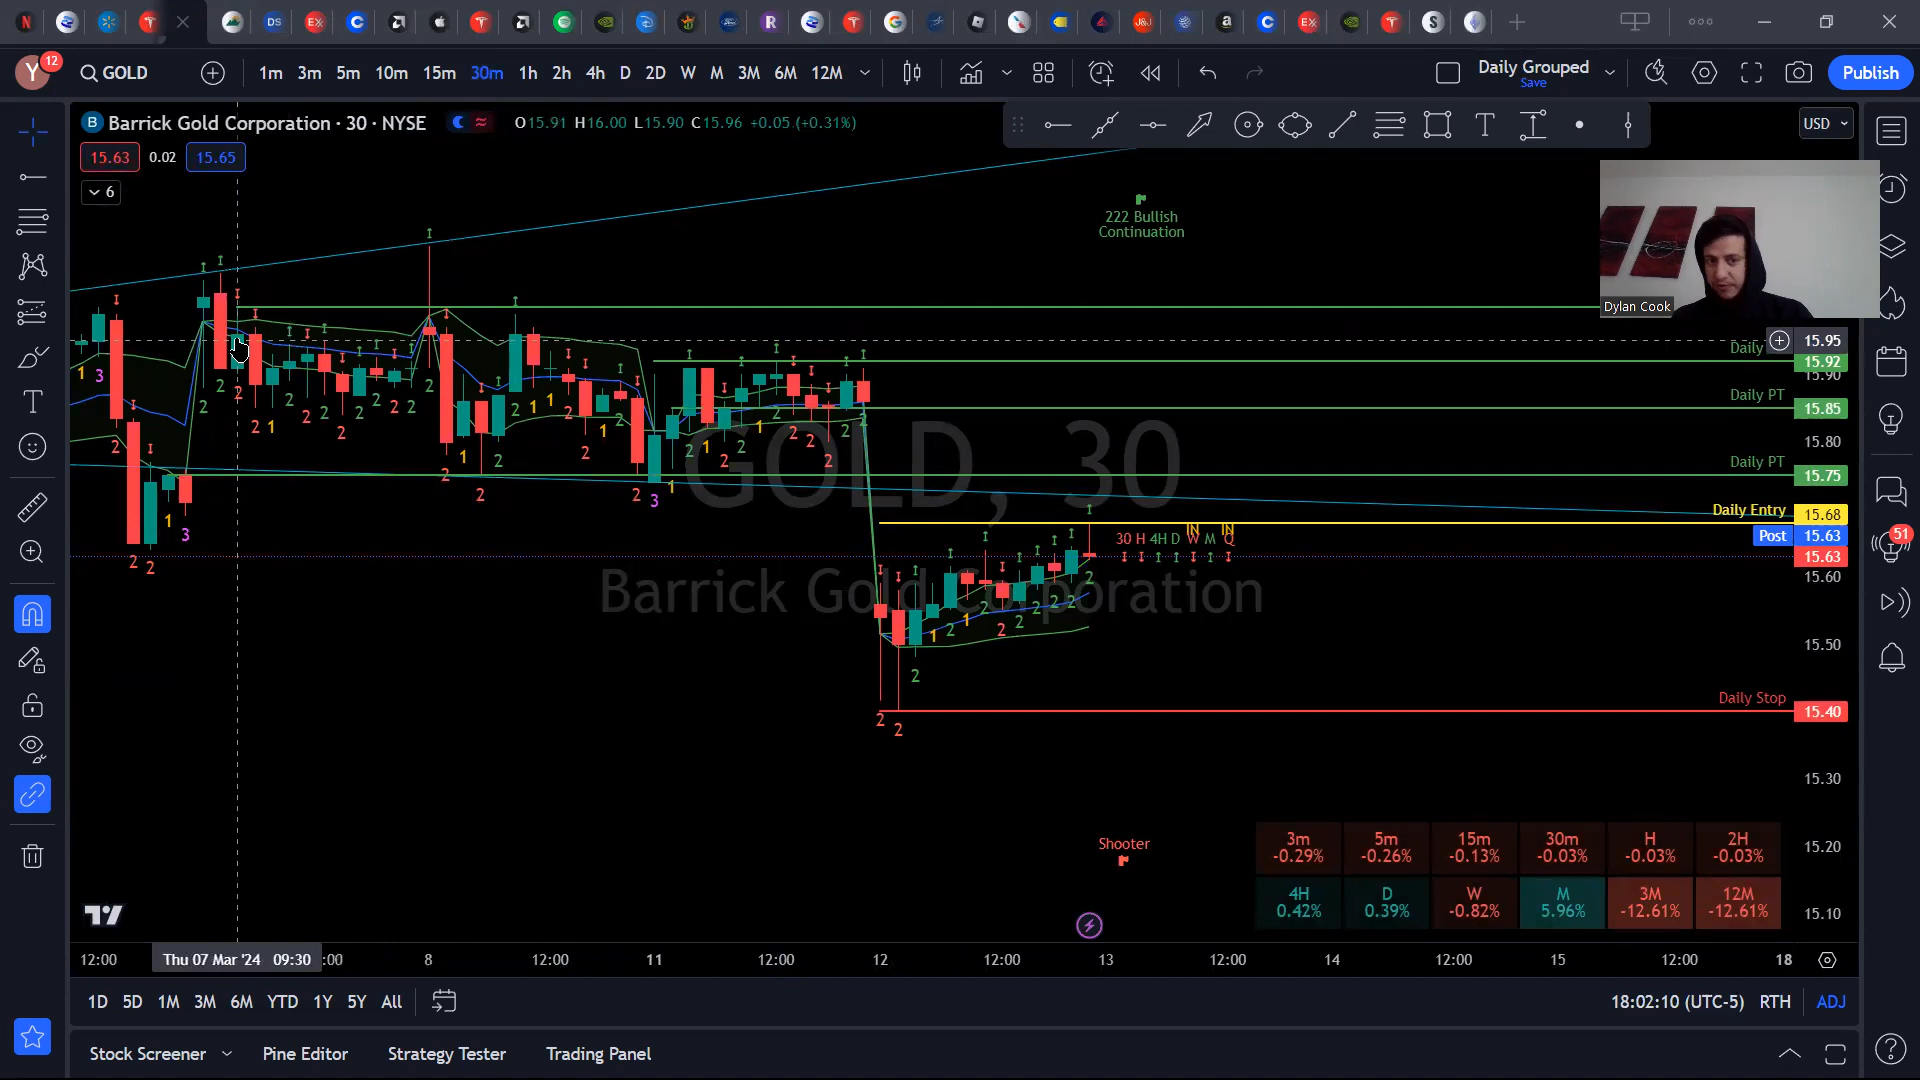 Y 12
GOLD
1m 3m 5m 10m 15m 30m 1h 2h 4h D 2D W M 3M 6M 12M
Daily Grouped
Save
Publish
Barrick Gold Corporation · 30 · NYSE
O15.91 H16.00 L15.90 C15.96 +0.05 (+0.31%)
USD
15.63 0.02 15.65
6
222 Bullish
Continuation
Dylan Cook
Daily 15.95
15.92
15.90
Daily PT 15.85
15.80
Daily PT 15.75
Daily Entry 15.68
Post 15.63
15.63
30 H 4H D W M Q
IN IN
GOLD, 30
Barrick Gold Corporation
15.60
15.50
Daily Stop 15.40
15.30
15.20
15.10
51
Shooter
3m 5m 15m 30m H 2H
-0.29% -0.26% -0.13% -0.03% -0.03% -0.03%
4H D W M 3M 12M
0.42% 0.39% -0.82% 5.96% -12.61% -12.61%
12:00 Thu 07 Mar '24 09:30 :00 8 12:00 11 12:00 12 12:00 13 12:00 14 12:00 15 12:00 18
1D 5D 1M 3M 6M YTD 1Y 5Y All
18:02:10 (UTC-5) RTH ADJ
Stock Screener Pine Editor Strategy Tester Trading Panel